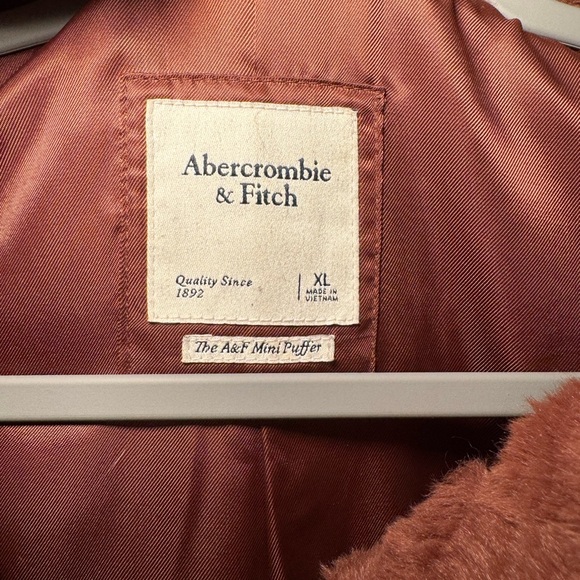 Abercrombie
& Fitch
Quality Since
1892
XL
MADE IN
VIETNAM
The A&F Mini Puffer